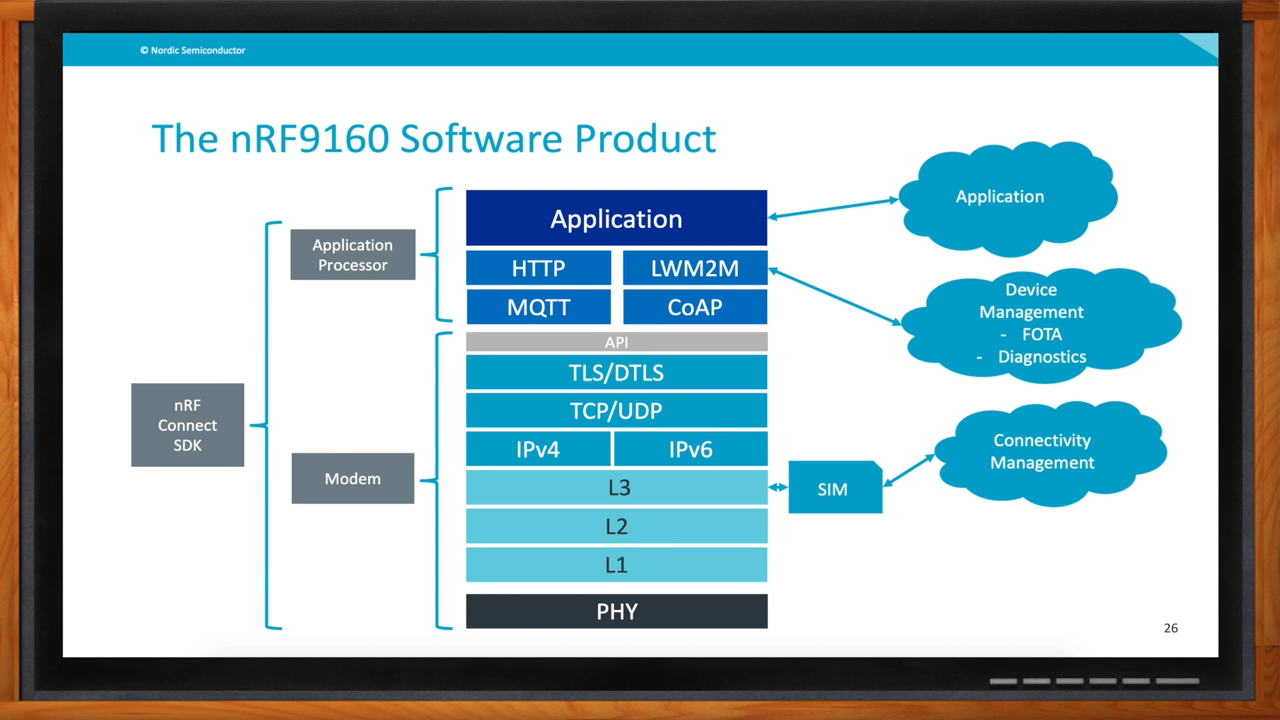 © Nordic Semiconductor
The nRF9160 Software Product
Application
Processor
nRF
Connect
SDK
Modem
Application
HTTP
LWM2M
MQTT
CoAP
API
TLS/DTLS
TCP/UDP
IPv4
IPv6
L3
L2
L1
PHY
SIM
Application
Device
Management
- FOTA
- Diagnostics
Connectivity
Management
26